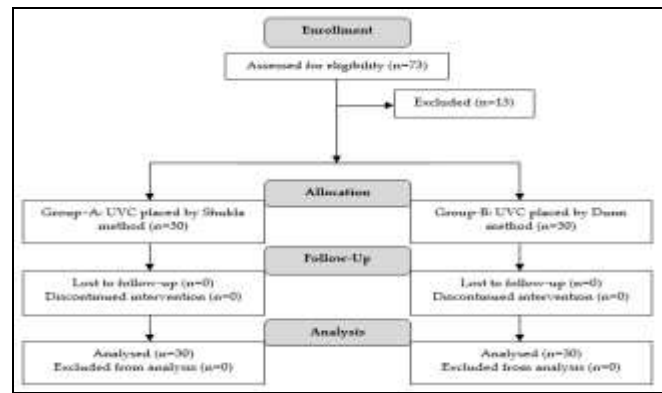 Enrollment
Assessed for eligibility (n=73)
Excluded (n=13)
Allocation
Group-A: UVC placed by Shukla
method (n=30)
Group-B: UVC placed by Dunn
method (n=30)
Follow-Up
Lost to follow-up (n=0)
Discontinued intervention (n=0)
Lost to follow-up (n=0)
Discontinued intervention (n=0)
Analysis
Analysed (n=30)
Excluded from analysis (n=0)
Analysed (n=30)
Excluded from analysis (n=0)